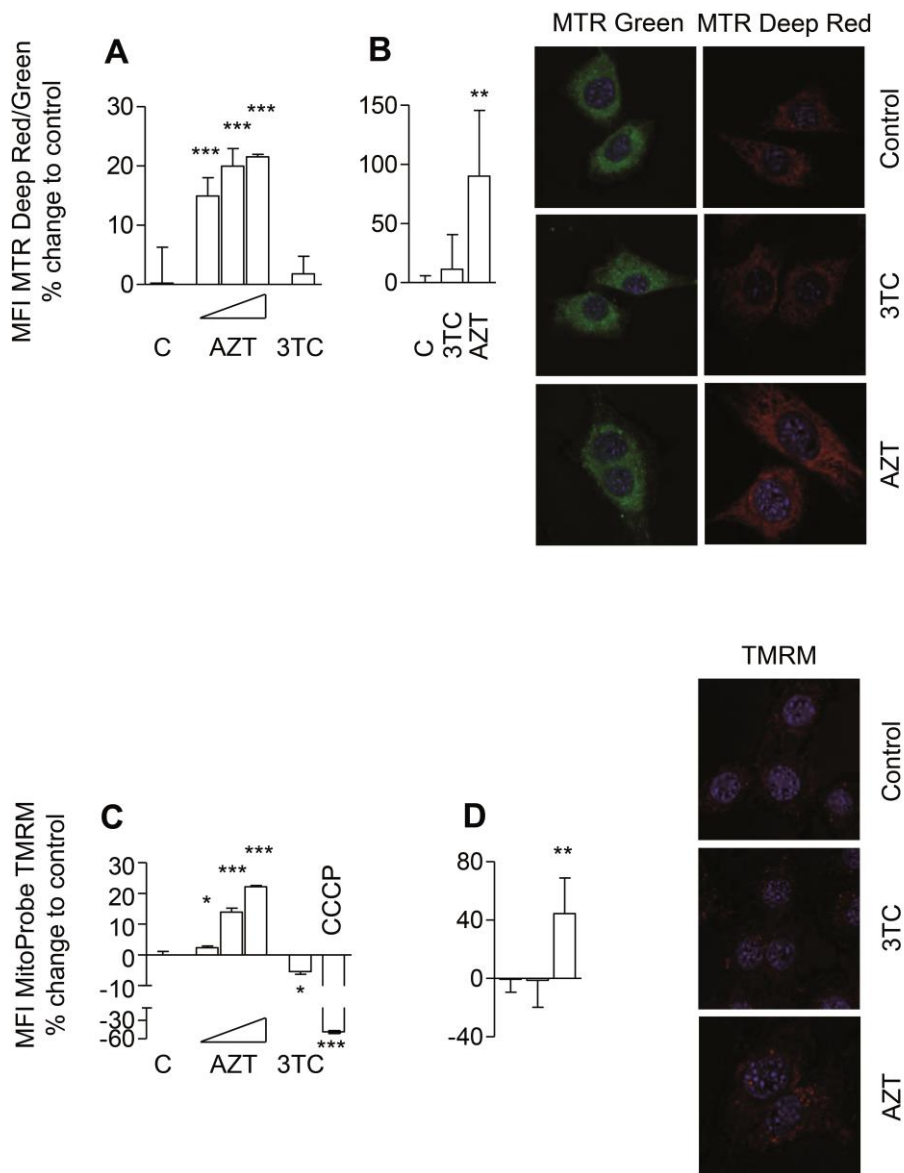 MTR Green
MTR Deep Red
MFI MTR Deep Red/Green
% change to control
A
30
20
10
0
***
***
***
C
AZT
3TC
B
150
100
50
0
**
C
3TC
AZT
Control
3TC
AZT
TMRM
MFI MitoProbe TMRM
% change to control
C
30
20
10
0
-10
-30
-60
*
***
***
*
CCCP
***
C
AZT
3TC
D
80
40
0
-40
**
Control
3TC
AZT